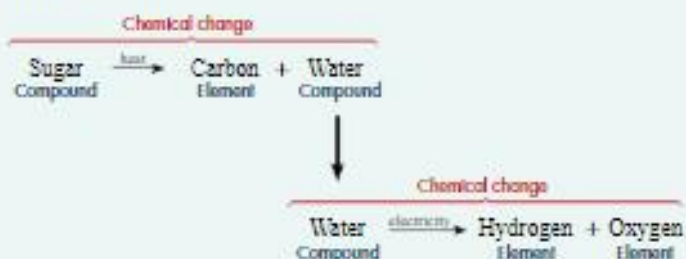 Chemical change
Sugar heat Carbon + Water
Compound Element Compound
Chemical change
Water electricity Hydrogen + Oxygen
Compound Element Element